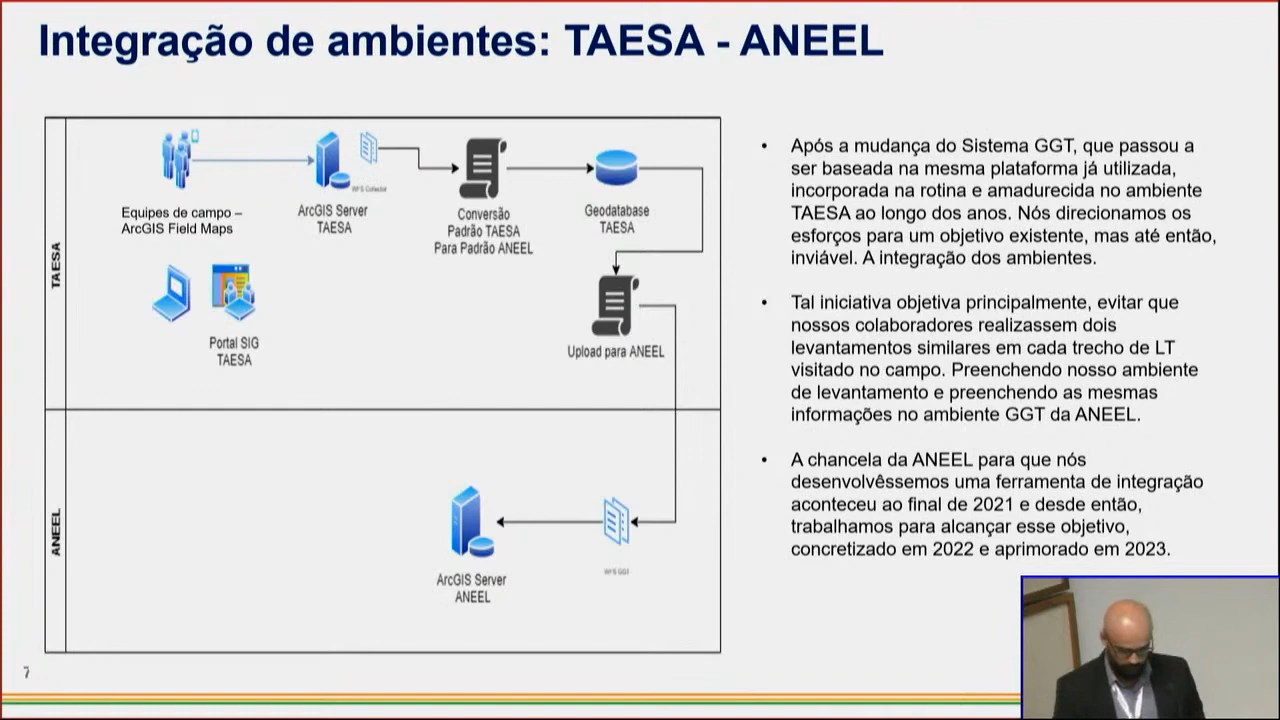 Integração de ambientes: TAESA - ANEEL
TAESA
Equipes de campo –
ArcGIS Field Maps
WFS Collector
ArcGIS Server
TAESA
Conversão
Padrão TAESA
Para Padrão ANEEL
Geodatabase
TAESA
Portal SIG
TAESA
Upload para ANEEL
ANEEL
ArcGIS Server
ANEEL
WFS GGT
• Após a mudança do Sistema GGT, que passou a
ser baseada na mesma plataforma já utilizada,
incorporada na rotina e amadurecida no ambiente
TAESA ao longo dos anos. Nós direcionamos os
esforços para um objetivo existente, mas até então,
inviável. A integração dos ambientes.
• Tal iniciativa objetiva principalmente, evitar que
nossos colaboradores realizassem dois
levantamentos similares em cada trecho de LT
visitado no campo. Preenchendo nosso ambiente
de levantamento e preenchendo as mesmas
informações no ambiente GGT da ANEEL.
• A chancela da ANEEL para que nós
desenvolvêssemos uma ferramenta de integração
aconteceu ao final de 2021 e desde então,
trabalhamos para alcançar esse objetivo,
concretizado em 2022 e aprimorado em 2023.
7